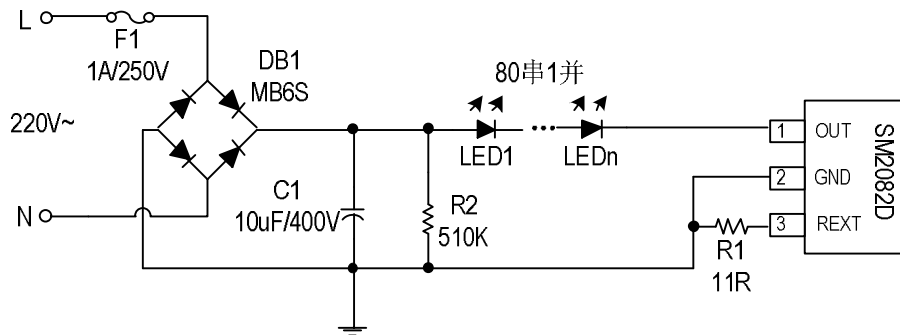 L
F1
1A/250V
DB1
MB6S
220V~
N
C1
10uF/400V
R2
510K
80串1并
LED1
LEDn
1 OUT
2 GND
3 REXT
SM2082D
R1
11R